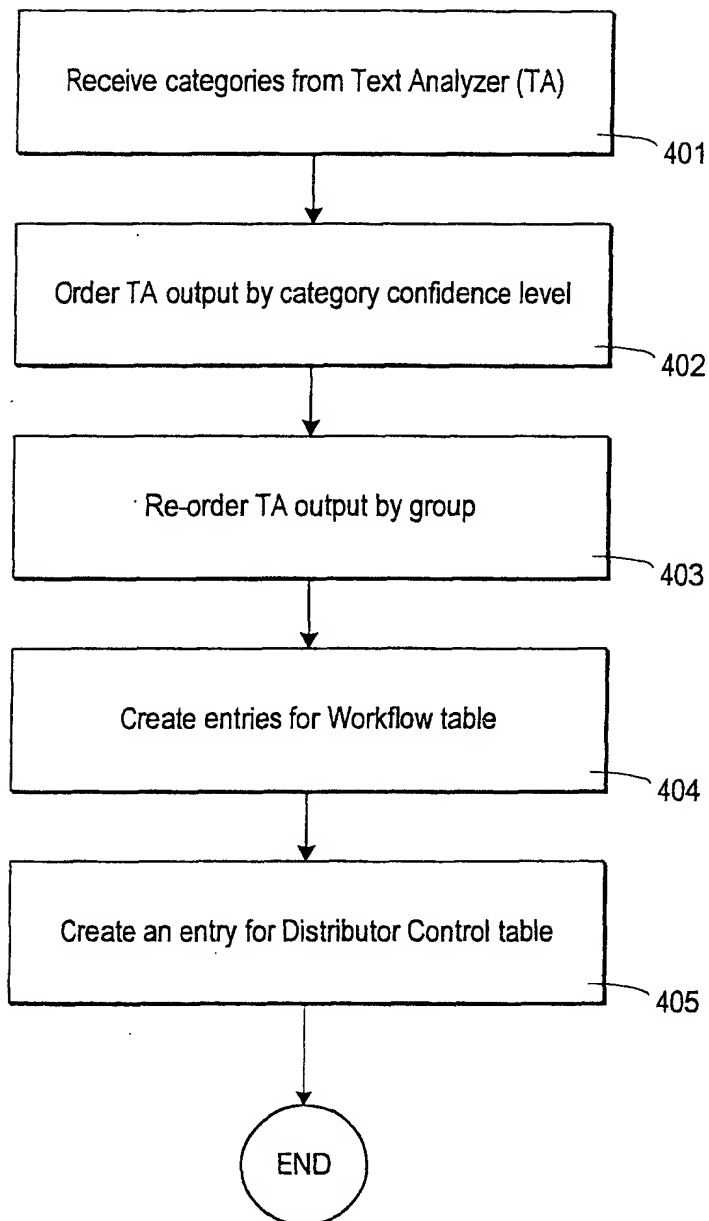 Receive categories from Text Analyzer (TA)
401
Order TA output by category confidence level
402
Re-order TA output by group
403
Create entries for Workflow table
404
Create an entry for Distributor Control table
405
END